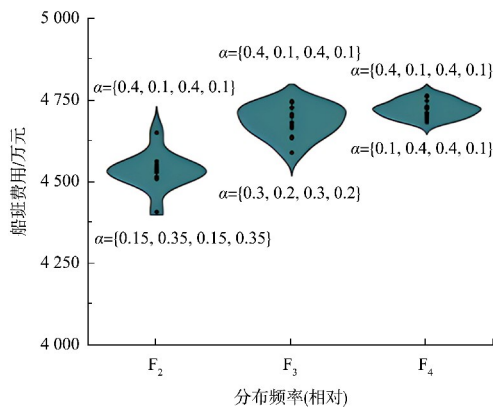 5 000
4 750
4 500
4 250
4 000
船班费用/万元
α={0.4, 0.1, 0.4, 0.1}
α={0.15, 0.35, 0.15, 0.35}
α={0.4, 0.1, 0.4, 0.1}
α={0.3, 0.2, 0.3, 0.2}
α={0.4, 0.1, 0.4, 0.1}
α={0.1, 0.4, 0.4, 0.1}
F₂
F₃
F₄
分布频率(相对)